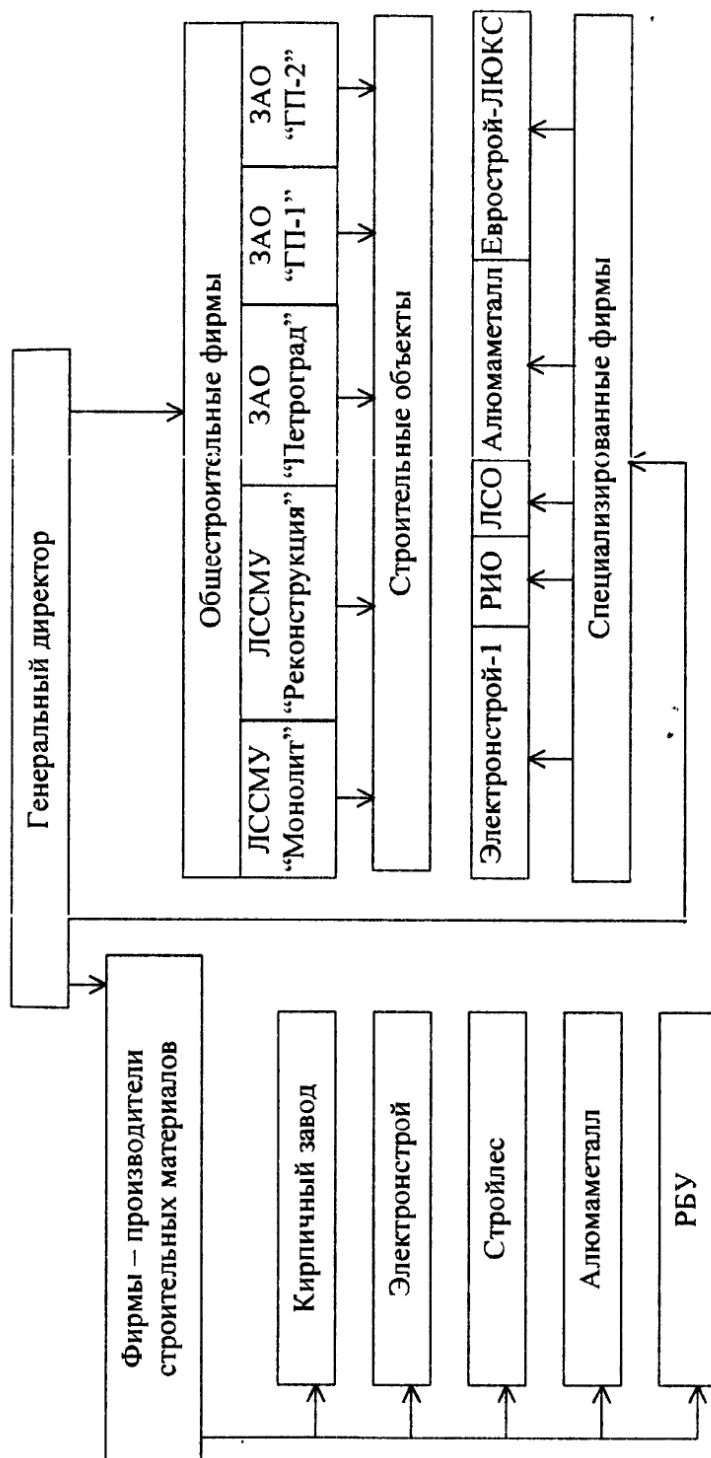 Генеральный директор
Фирмы – производители
строительных материалов
Кирпичный завод
Электронстрой
Стройлес
Алюмаметалл
РБУ
Общестроительные фирмы
ЛССМУ
“Монолит”
ЛССМУ
“Реконструкция”
ЗАО
“Петроград”
ЗАО
“ГП-1”
ЗАО
“ГП-2”
Строительные объекты
Электронстрой-1
РИО
ЛСО
Алюмаметалл
Еврострой-ЛЮКС
Специализированные фирмы